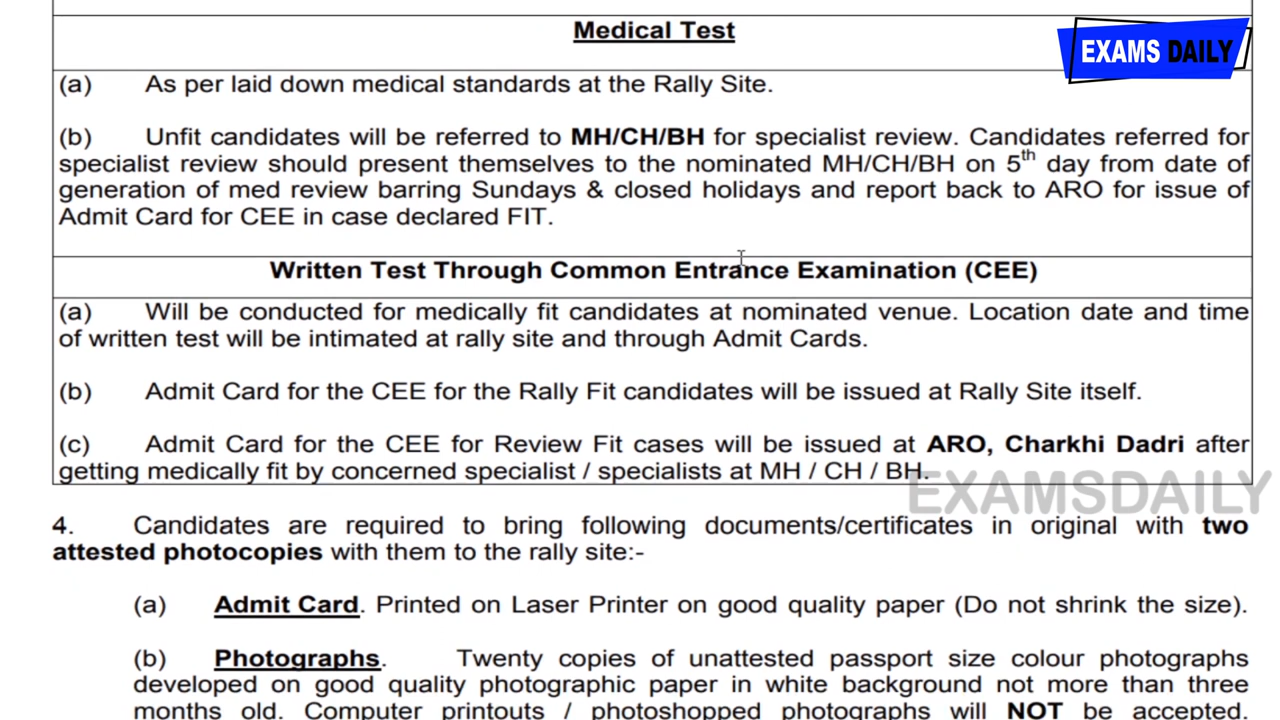 Medical Test
EXAMS DAILY
(a) As per laid down medical standards at the Rally Site.
(b) Unfit candidates will be referred to MH/CH/BH for specialist review. Candidates referred for
specialist review should present themselves to the nominated MH/CH/BH on 5th day from date of
generation of med review barring Sundays & closed holidays and report back to ARO for issue of
Admit Card for CEE in case declared FIT.
Written Test Through Common Entrance Examination (CEE)
(a) Will be conducted for medically fit candidates at nominated venue. Location date and time
of written test will be intimated at rally site and through Admit Cards.
(b) Admit Card for the CEE for the Rally Fit candidates will be issued at Rally Site itself.
(c) Admit Card for the CEE for Review Fit cases will be issued at ARO, Charkhi Dadri after
getting medically fit by concerned specialist / specialists at MH / CH / BH.
EXAMSDAILY
4. Candidates are required to bring following documents/certificates in original with two
attested photocopies with them to the rally site:-
(a) Admit Card. Printed on Laser Printer on good quality paper (Do not shrink the size).
(b) Photographs. Twenty copies of unattested passport size colour photographs
developed on good quality photographic paper in white background not more than three
months old. Computer printouts / photoshopped photographs will NOT be accepted.